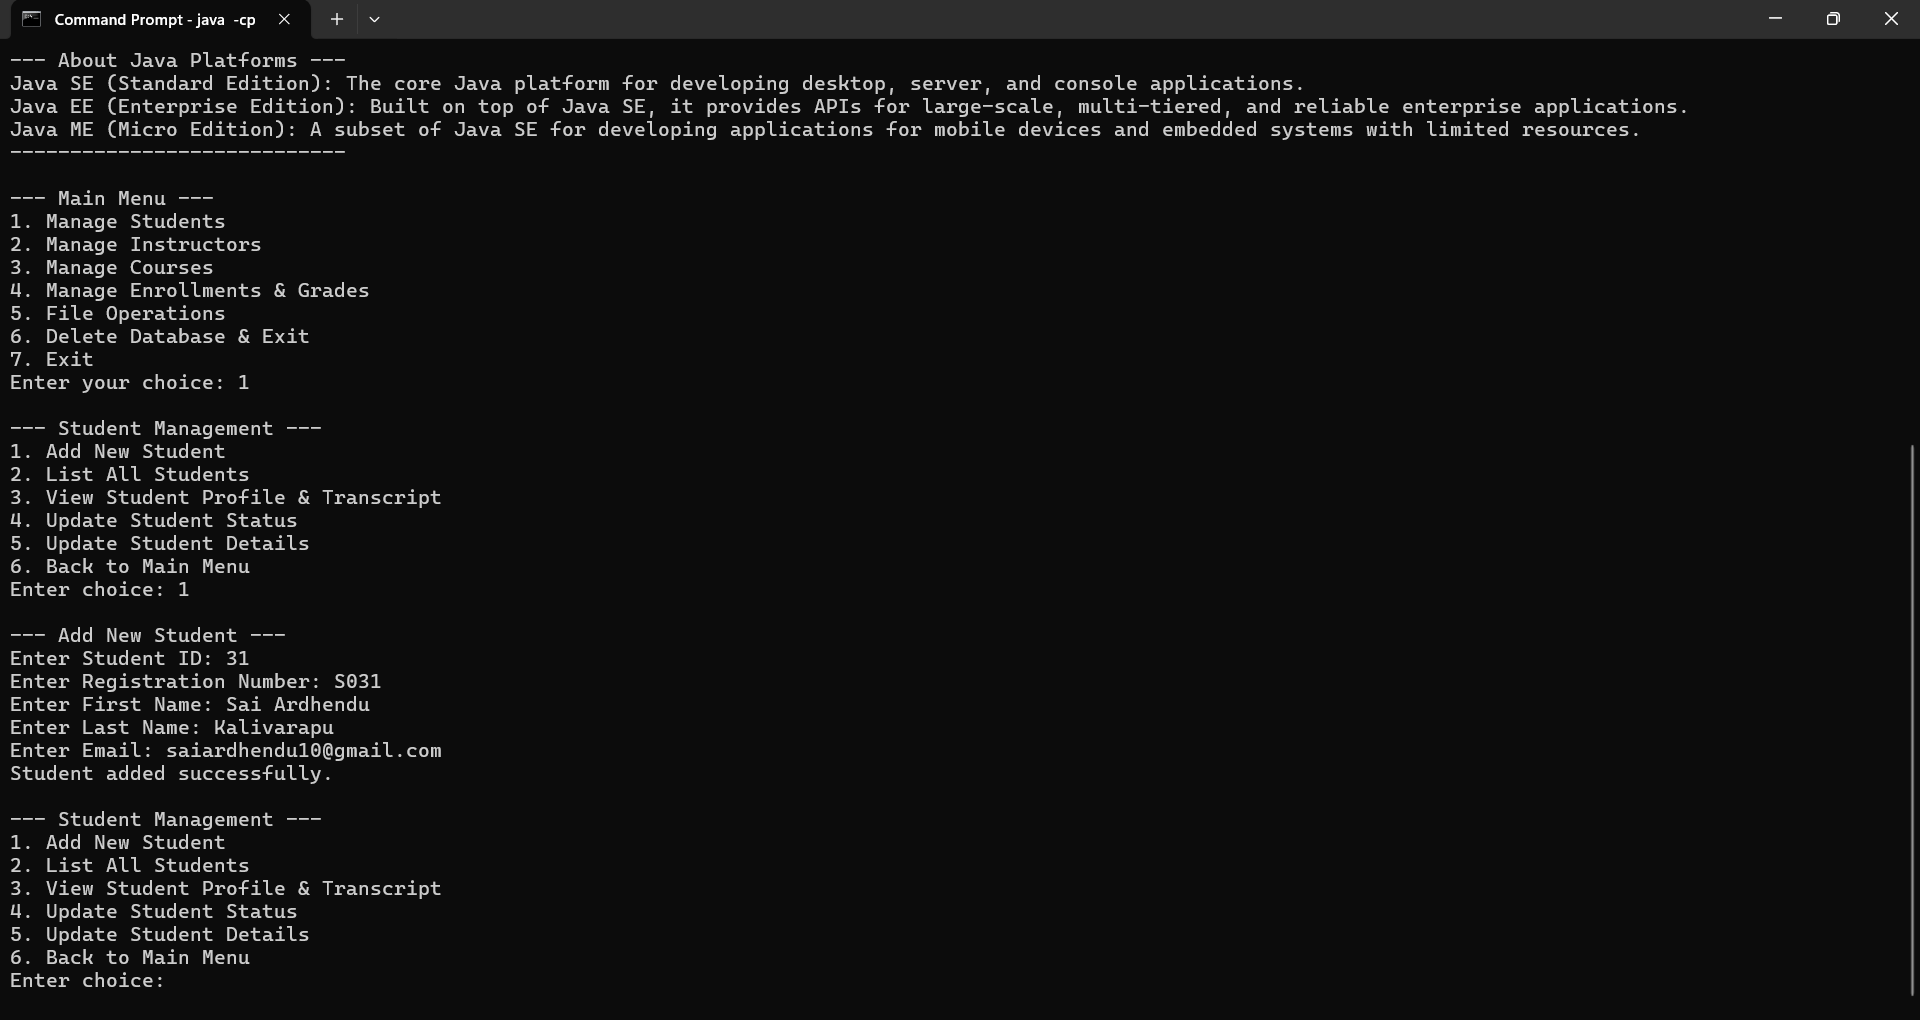 Command Prompt - java -cp
--- About Java Platforms ---
Java SE (Standard Edition): The core Java platform for developing desktop, server, and console applications.
Java EE (Enterprise Edition): Built on top of Java SE, it provides APIs for large-scale, multi-tiered, and reliable enterprise applications.
Java ME (Micro Edition): A subset of Java SE for developing applications for mobile devices and embedded systems with limited resources.
----------------------------
--- Main Menu ---
1. Manage Students
2. Manage Instructors
3. Manage Courses
4. Manage Enrollments & Grades
5. File Operations
6. Delete Database & Exit
7. Exit
Enter your choice: 1
--- Student Management ---
1. Add New Student
2. List All Students
3. View Student Profile & Transcript
4. Update Student Status
5. Update Student Details
6. Back to Main Menu
Enter choice: 1
--- Add New Student ---
Enter Student ID: 31
Enter Registration Number: S031
Enter First Name: Sai Ardhendu
Enter Last Name: Kalivarapu
Enter Email: saiardhendu10@gmail.com
Student added successfully.
--- Student Management ---
1. Add New Student
2. List All Students
3. View Student Profile & Transcript
4. Update Student Status
5. Update Student Details
6. Back to Main Menu
Enter choice: